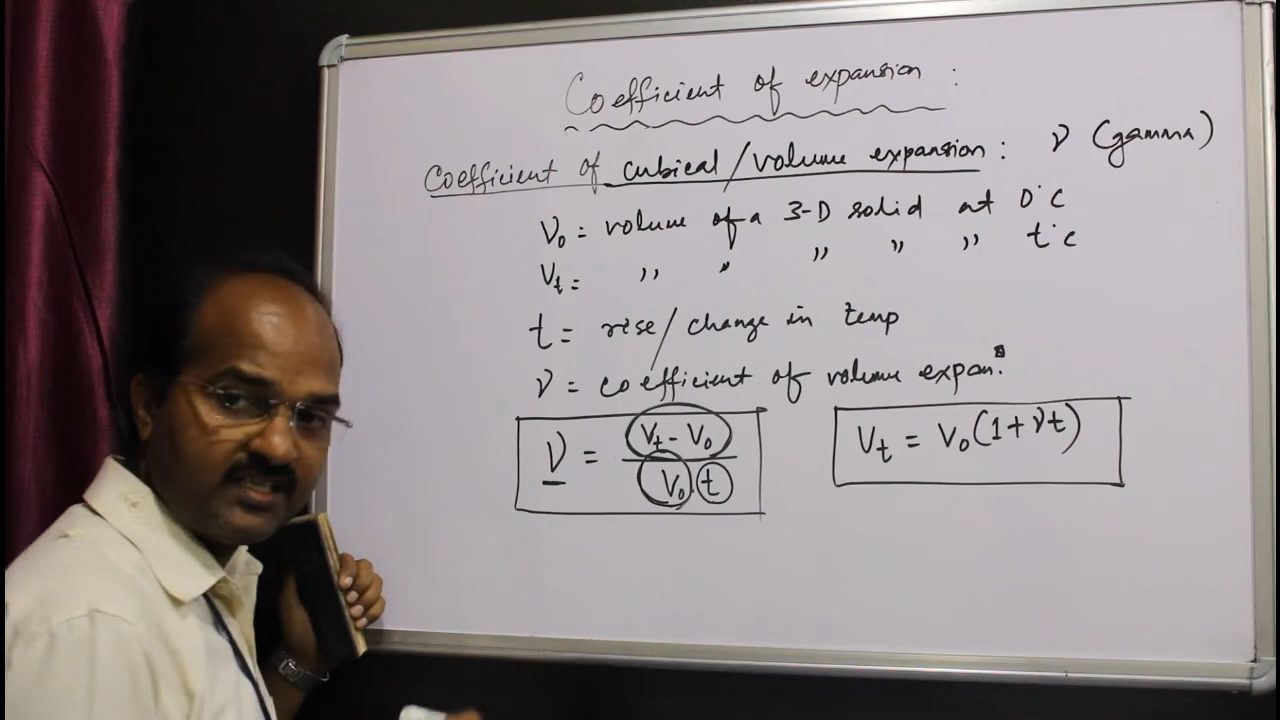 Coefficient of expansion :
Coefficient of cubical/volume expansion : γ (gamma)
V₀ = volume of a 3-D solid at 0°C
Vₜ = ,, ,, ,, ,, ,, t°C
t = rise/change in temp
γ = coefficient of volume expan.
γ = (Vₜ - V₀) / (V₀.t)
Vₜ = V₀(1+γt)